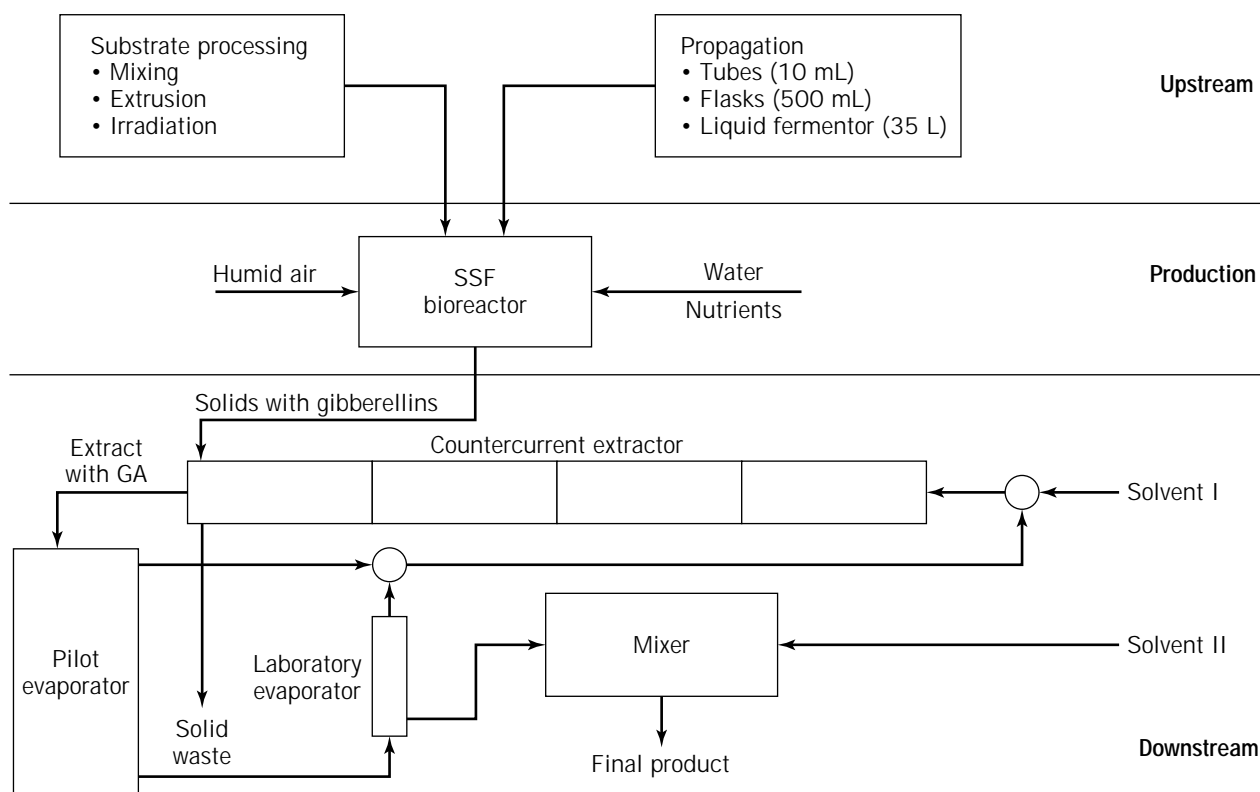 Substrate processing
• Mixing
• Extrusion
• Irradiation
Propagation
• Tubes (10 mL)
• Flasks (500 mL)
• Liquid fermentor (35 L)
Upstream
Humid air
SSF
bioreactor
Water
Nutrients
Production
Solids with gibberellins
Extract
with GA
Countercurrent extractor
Solvent I
Pilot
evaporator
Solid
waste
Laboratory
evaporator
Mixer
Solvent II
Final product
Downstream